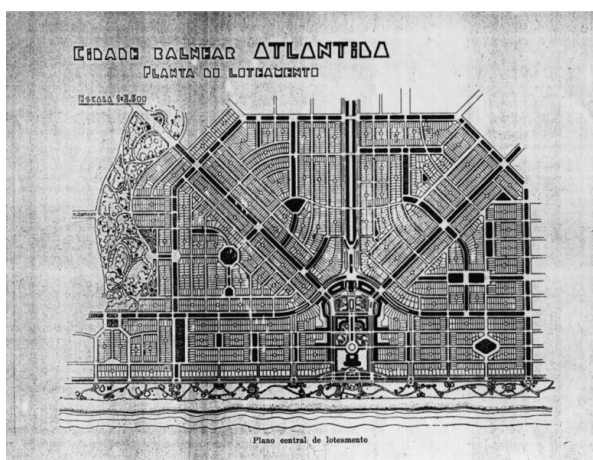 CIDADE BALNEAR ATLANTIDA
PLANTA DO LOTEAMENTO
ESCALA 1:2.500
Plano central de loteamento